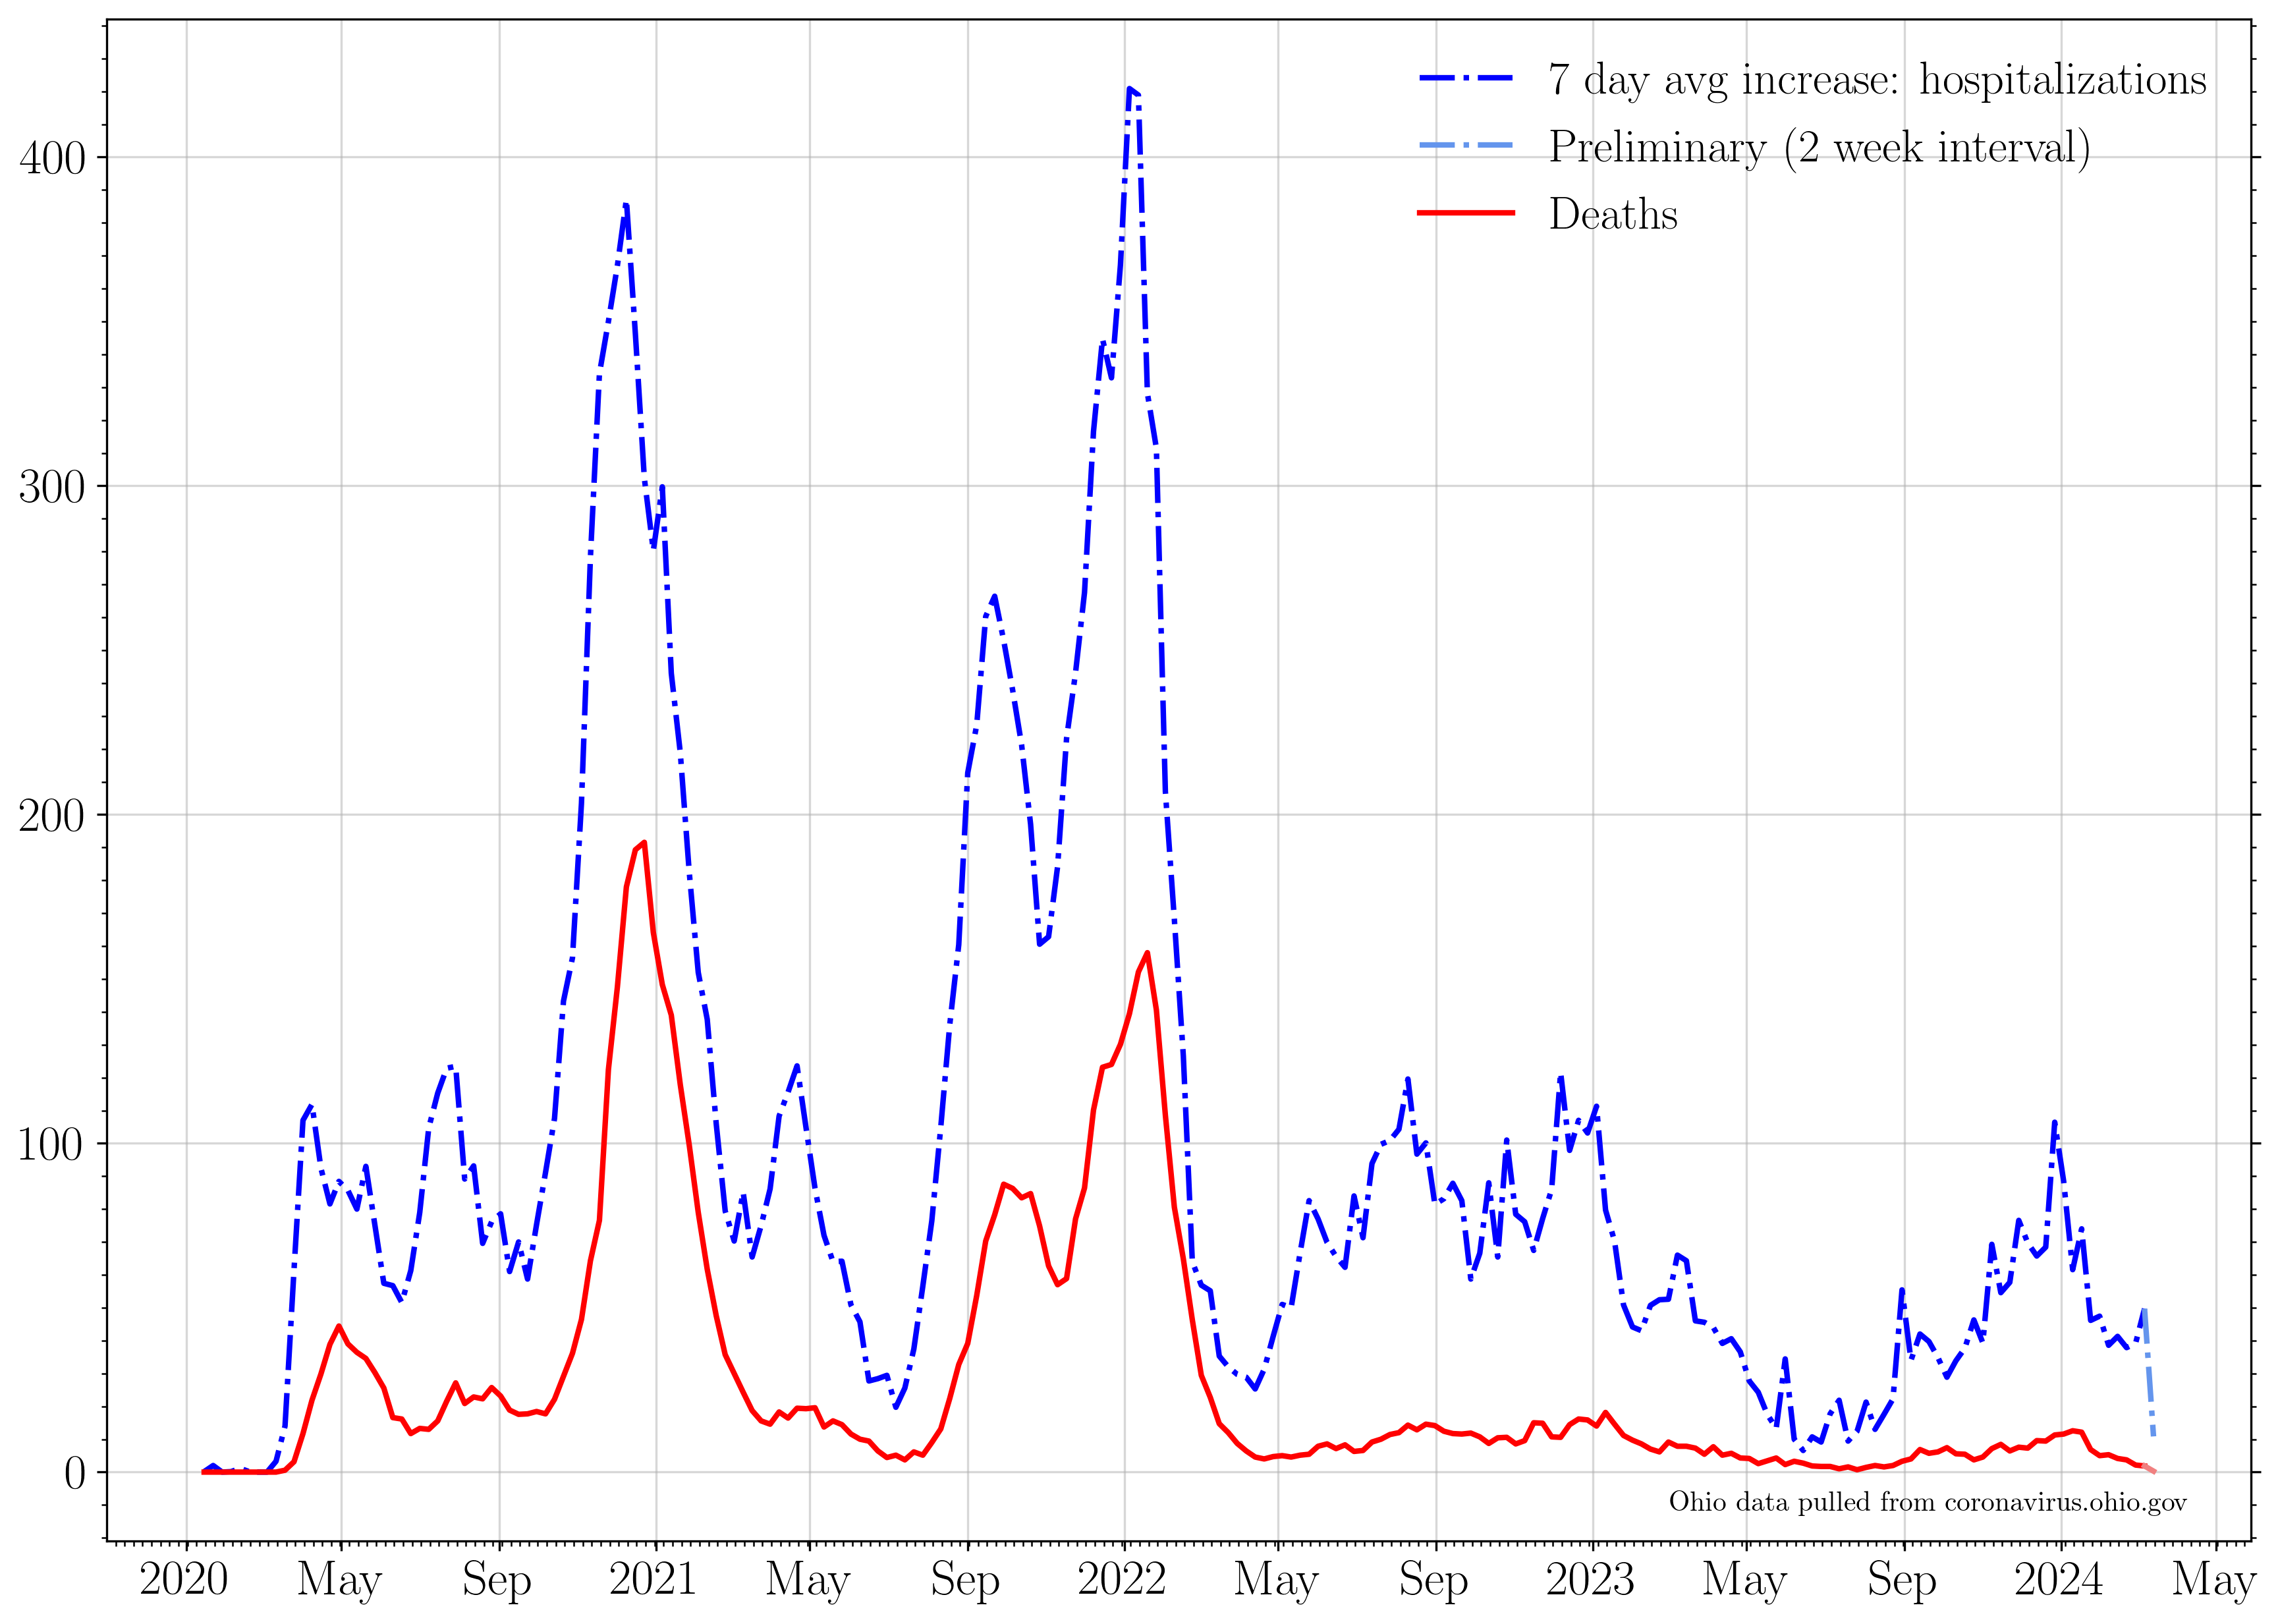 7 day avg increase: hospitalizations
Preliminary (2 week interval)
Deaths
400
300
200
100
0
Ohio data pulled from coronavirus.ohio.gov
2020 May Sep 2021 May Sep 2022 May Sep 2023 May Sep 2024 May